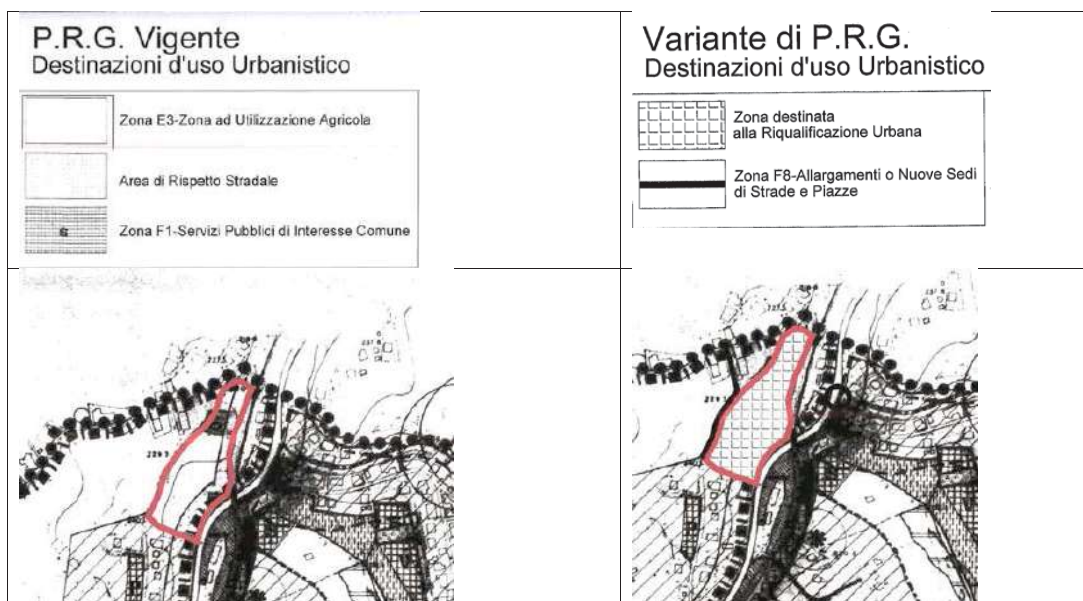 P.R.G. Vigente
Destinazioni d'uso Urbanistico
Zona E3-Zona ad Utilizzazione Agricola
Area di Rispetto Stradale
Zona F1-Servizi Pubblici di Interesse Comune
Variante di P.R.G.
Destinazioni d'uso Urbanistico
Zona destinata
alla Riqualificazione Urbana
Zona F8-Allargamenti o Nuove Sedi
di Strade e Piazze